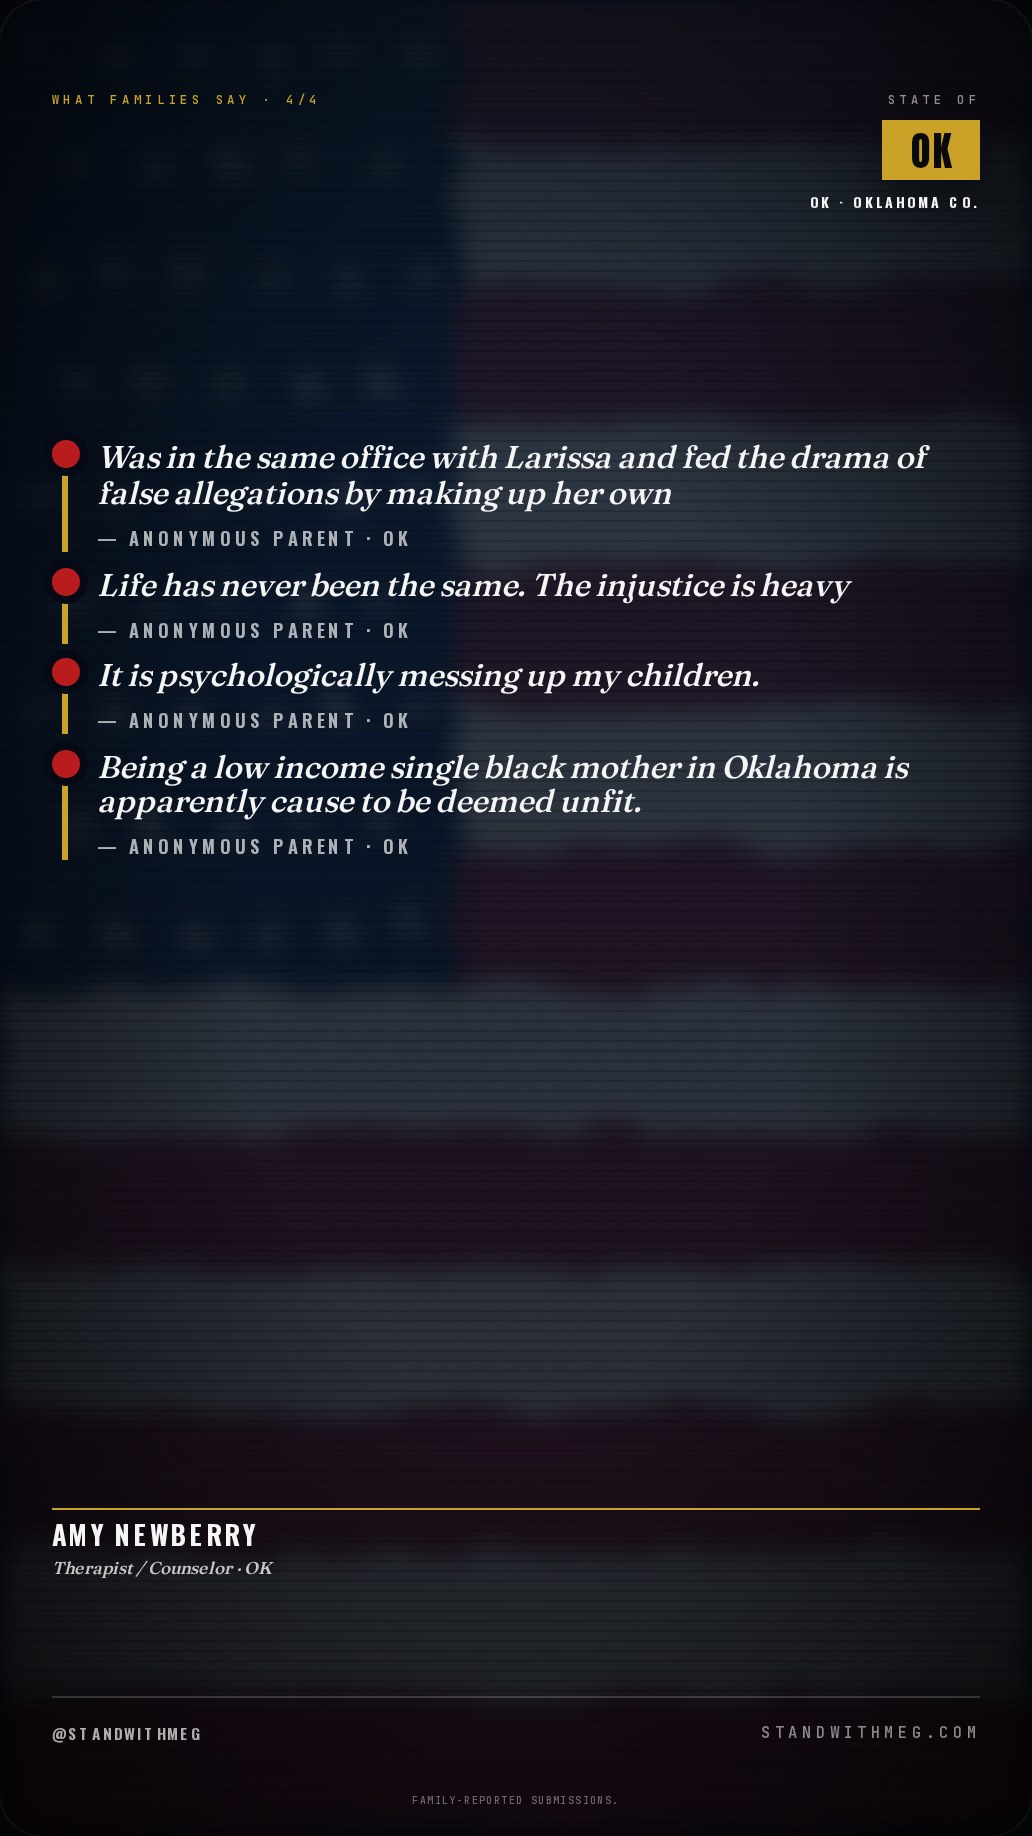 WHAT FAMILIES SAY · 4/4
STATE OF
OK
OK · OKLAHOMA CO.
Was in the same office with Larissa and fed the drama of
false allegations by making up her own
— ANONYMOUS PARENT · OK
Life has never been the same. The injustice is heavy
— ANONYMOUS PARENT · OK
It is psychologically messing up my children.
— ANONYMOUS PARENT · OK
Being a low income single black mother in Oklahoma is
apparently cause to be deemed unfit.
— ANONYMOUS PARENT · OK
AMY NEWBERRY
Therapist / Counselor · OK
@STANDWITHMEG
STANDWITHMEG.COM
FAMILY-REPORTED SUBMISSIONS.